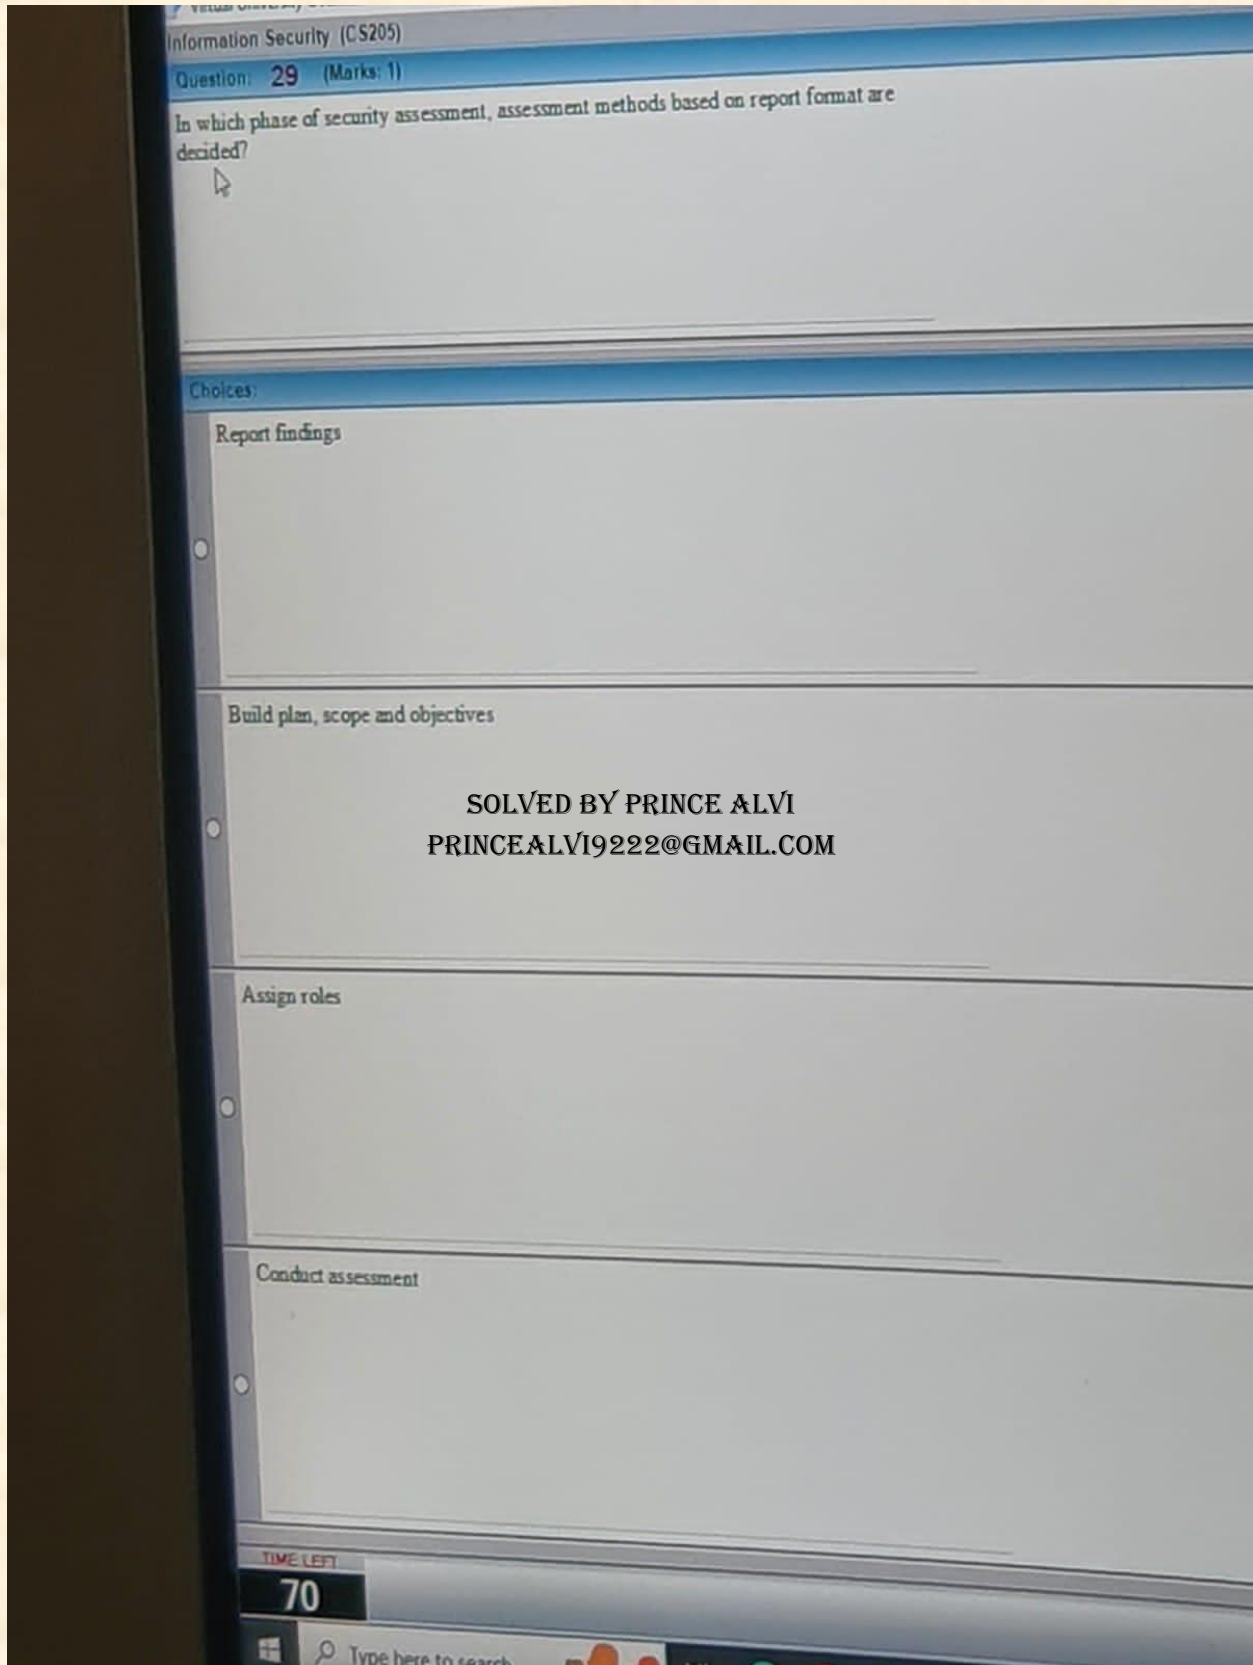 Information Security (CS205)
Question: 29 (Marks: 1)
In which phase of security assessment, assessment methods based on report format are
decided?
Choices:
Report findings
Build plan, scope and objectives
SOLVED BY PRINCE ALVI
PRINCEALVI9222@GMAIL.COM
Assign roles
Conduct assessment
TIME LEFT
70
Type here to search